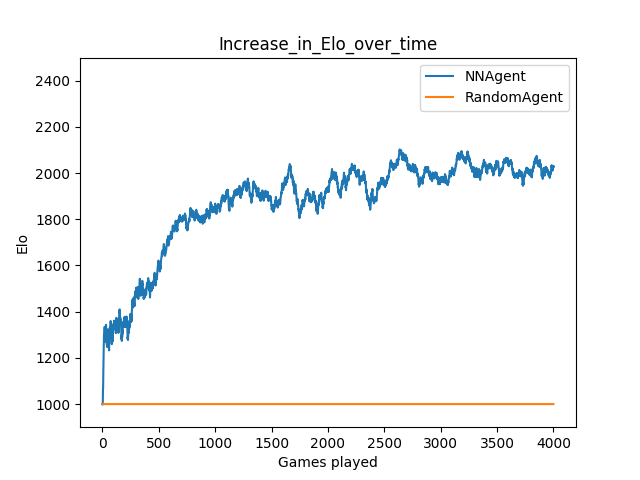 Increase_in_Elo_over_time
NNAgent
RandomAgent
2400
2200
2000
1800
1600
1400
1200
1000
Elo
0 500 1000 1500 2000 2500 3000 3500 4000
Games played